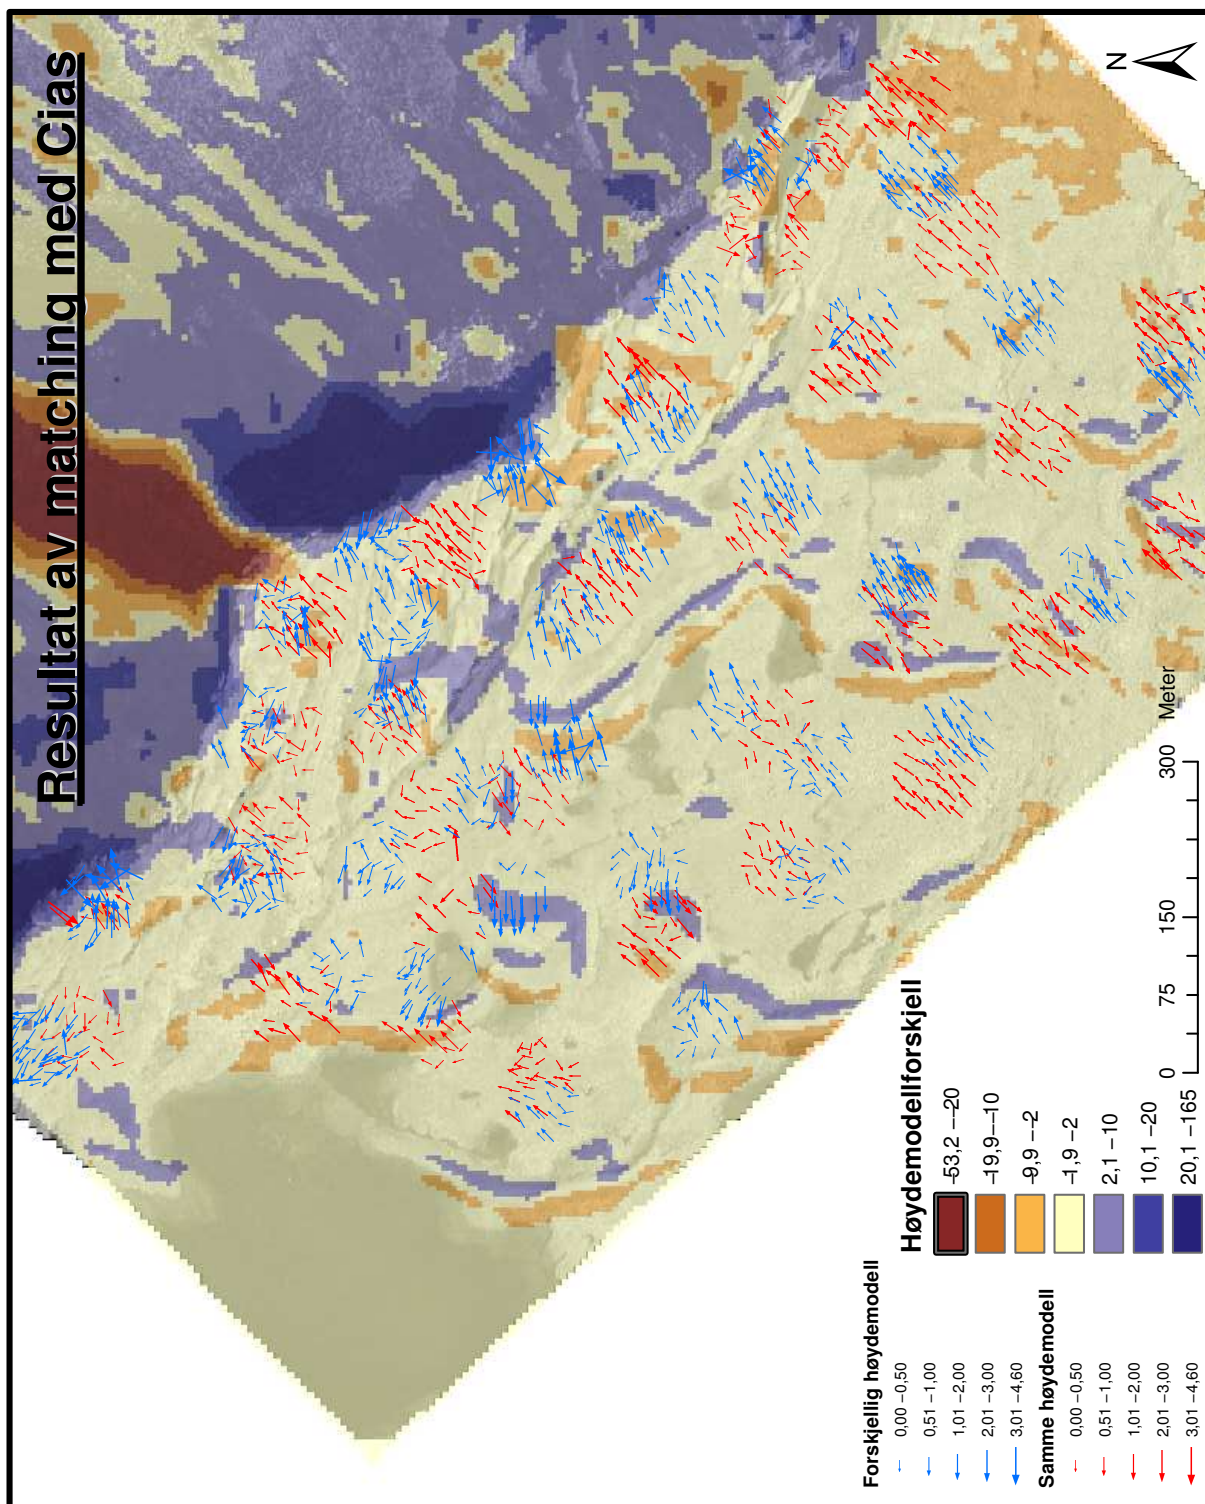 Resultat av matching med Cias
N
Meter
0 75 150 300
Høydemodellforskjell
-53,2 --20
-19,9--10
-9,9--2
-1,9 -2
2,1 -10
10,1 -20
20,1 -165
Forskjellig høydemodell
0,00 -0,50
0,51 -1,00
1,01 -2,00
2,01 -3,00
3,01 -4,60
Samme høydemodell
0,00 -0,50
0,51 -1,00
1,01 -2,00
2,01 -3,00
3,01 -4,60